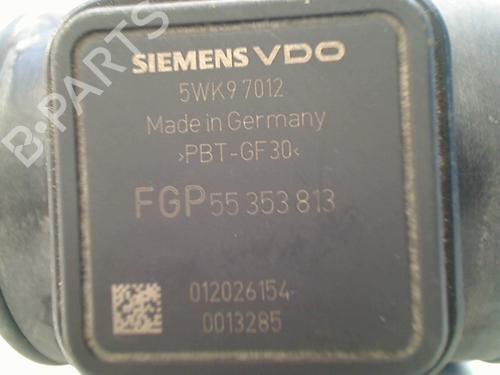 B-PARTS
SIEMENS VDO
5WK9 7012
Made in Germany
>PBT-GF30<
FGP 55 353 813
012026154
0013285